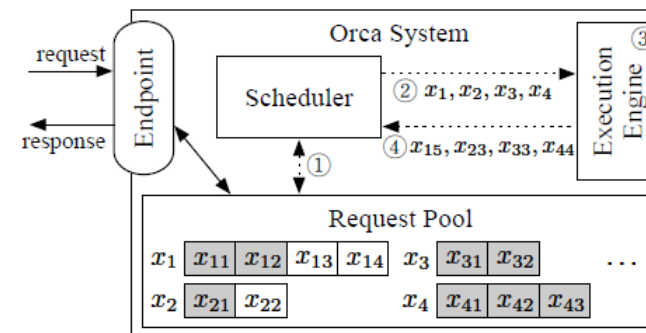 Orca System
request
response
Endpoint
Scheduler
② x₁, x₂, x₃, x₄
④ x₁₅, x₂₃, x₃₃, x₄₄
③
Execution
Engine
①
Request Pool
x₁ x₁₁ x₁₂ x₁₃ x₁₄ x₃ x₃₁ x₃₂ ...
x₂ x₂₁ x₂₂ x₄ x₄₁ x₄₂ x₄₃